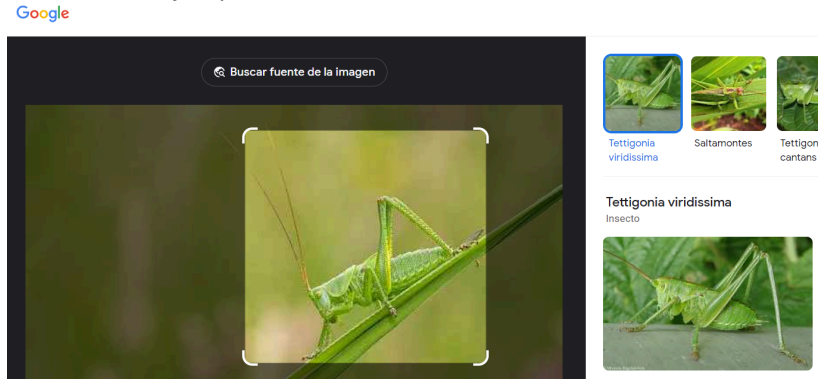 Google
Buscar fuente de la imagen
Tettigonia
viridissima
Saltamontes
Tettigon
cantans
Tettigonia viridissima
Insecto